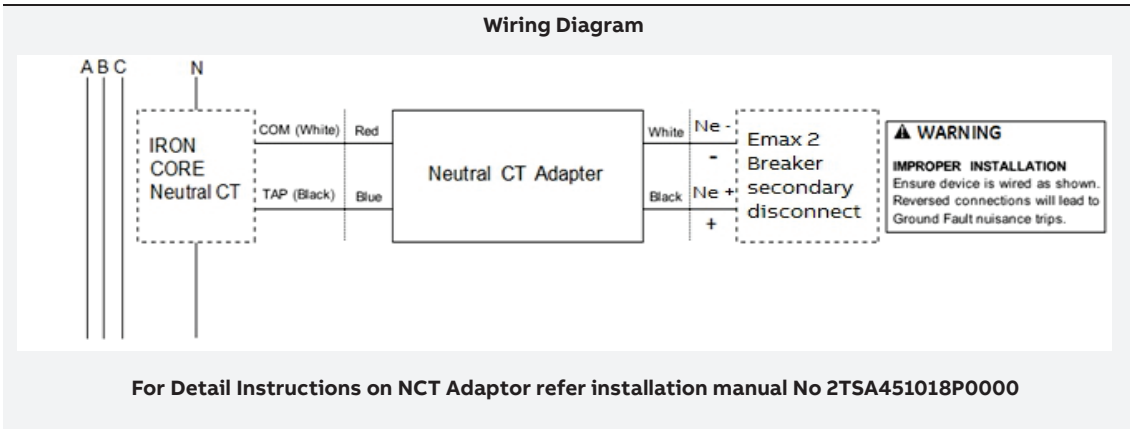 Wiring Diagram
A B C
N
IRON
CORE
Neutral CT
COM (White)
Red
TAP (Black)
Blue
Neutral CT Adapter
White
Ne -
-
Black
Ne +
+
Emax 2
Breaker
secondary
disconnect
⚠ WARNING
IMPROPER INSTALLATION
Ensure device is wired as shown.
Reversed connections will lead to
Ground Fault nuisance trips.
For Detail Instructions on NCT Adaptor refer installation manual No 2TSA451018P0000